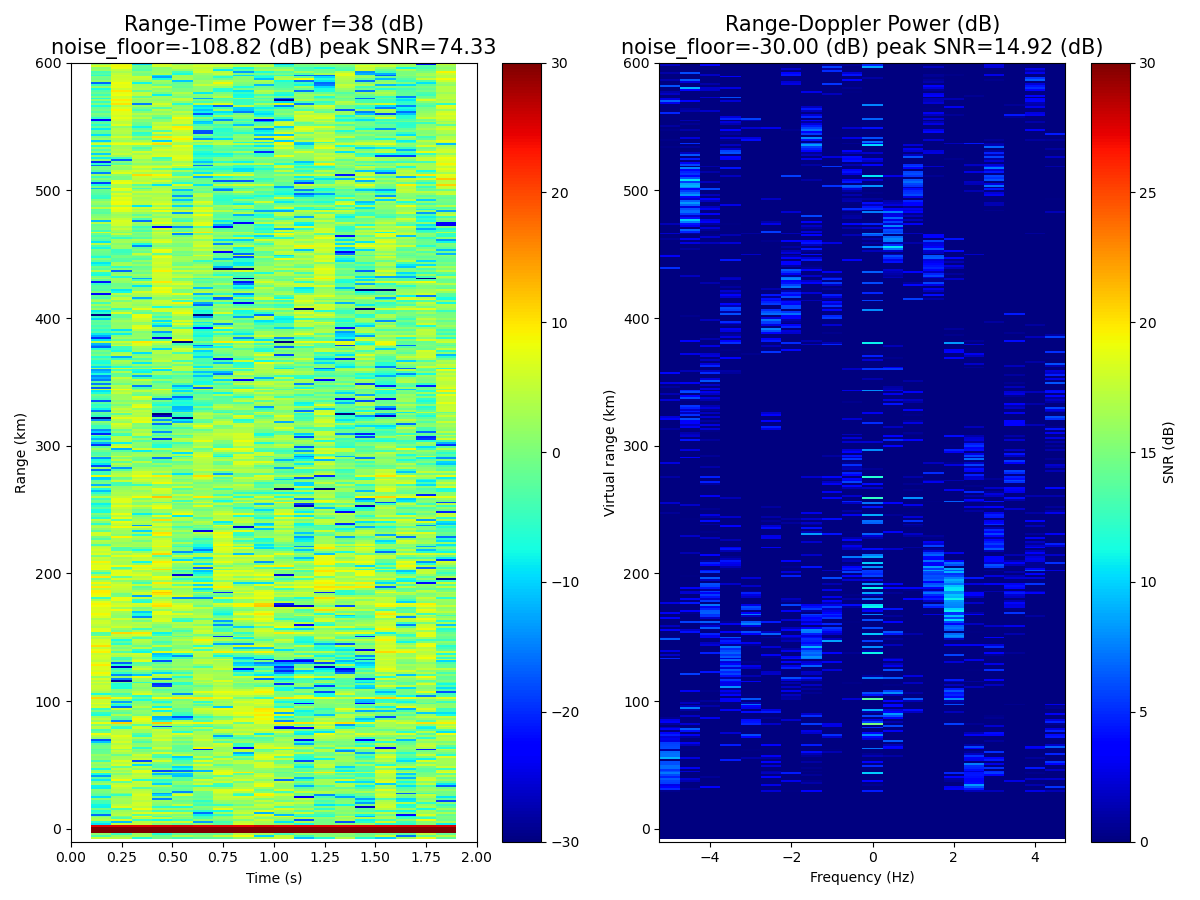 Range-Time Power f=38 (dB)
noise_floor=-108.82 (dB) peak SNR=74.33
600
500
400
300
200
100
0
Range (km)
0.00 0.25 0.50 0.75 1.00 1.25 1.50 1.75 2.00
Time (s)
30
20
10
0
−10
−20
−30
Range-Doppler Power (dB)
noise_floor=-30.00 (dB) peak SNR=14.92 (dB)
600
500
400
300
200
100
0
Virtual range (km)
−4 −2 0 2 4
Frequency (Hz)
30
25
20
15
10
5
0
SNR (dB)